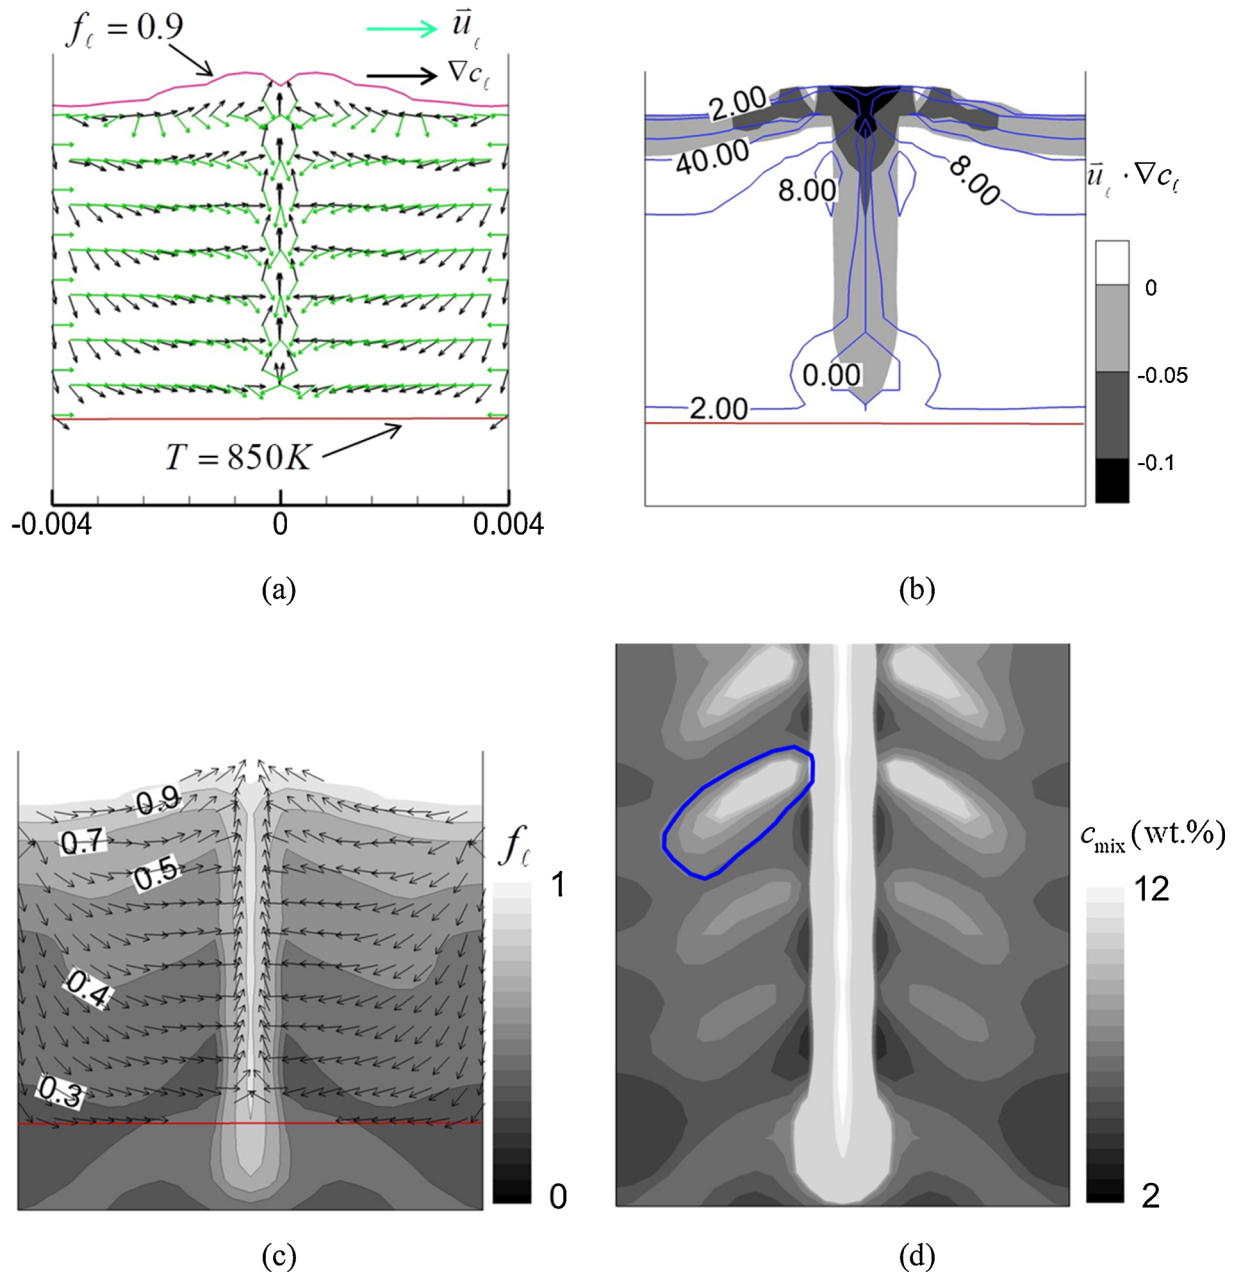 f_ℓ = 0.9
u⃗_ℓ
∇c_ℓ
T = 850K
-0.004 0 0.004
(a)
2.00
40.00
8.00
8.00
u⃗_ℓ · ∇c_ℓ
0
-0.05
-0.1
0.00
2.00
(b)
0.9
0.7
0.5
0.4
0.3
f_ℓ
1
0
(c)
c_mix (wt.%)
12
2
(d)